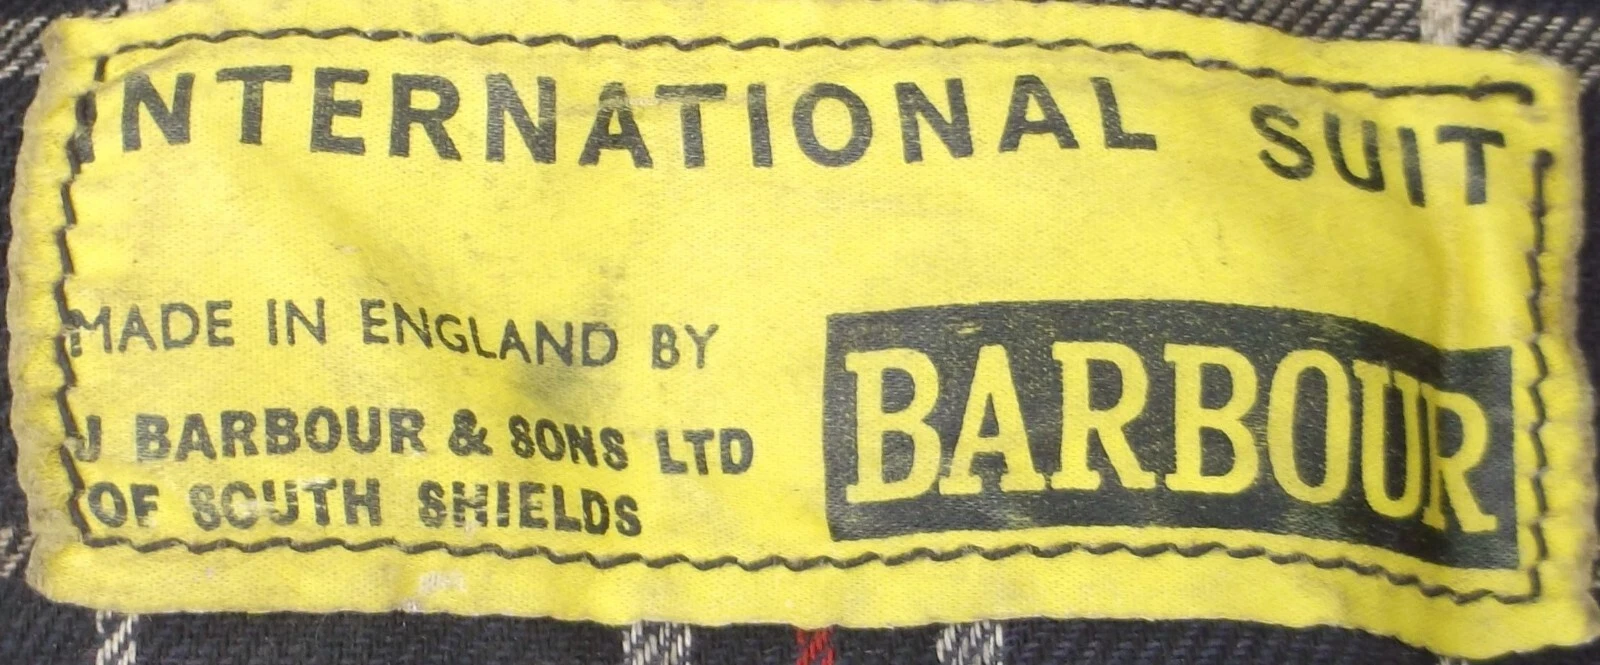 INTERNATIONAL SUIT
MADE IN ENGLAND BY
J BARBOUR & SONS LTD
OF SOUTH SHIELDS
BARBOUR